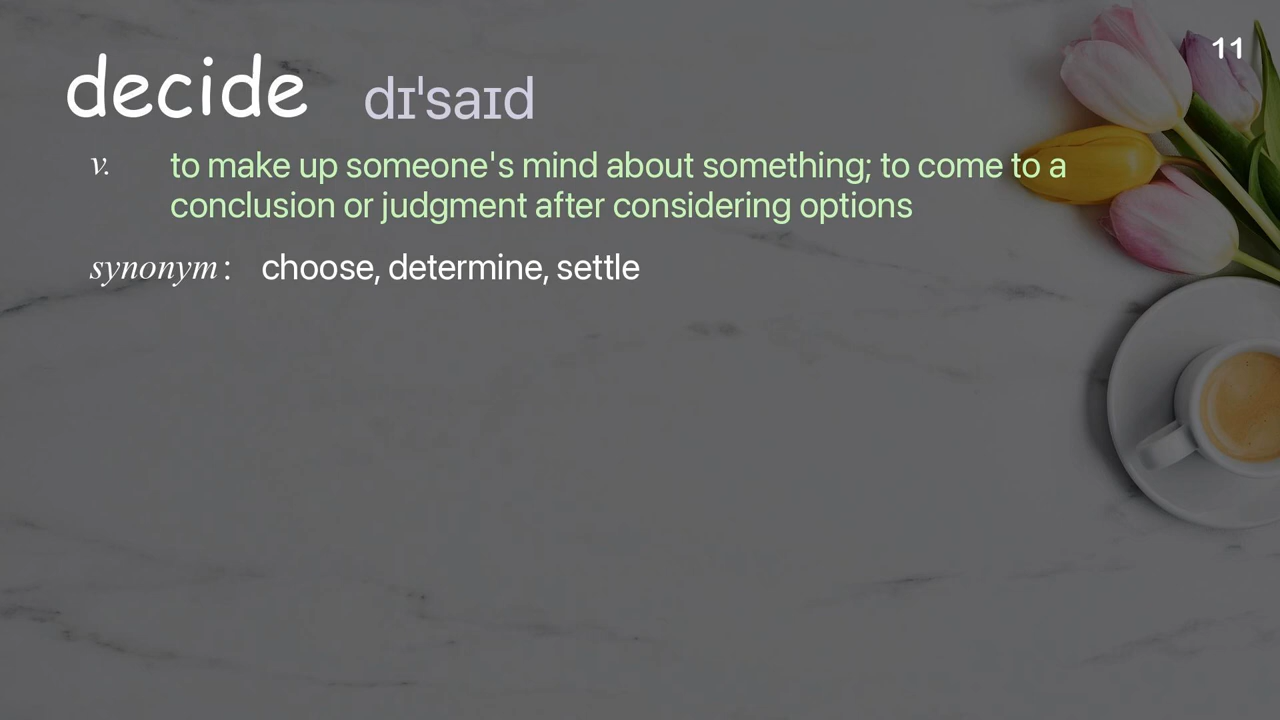 11
decide dɪˈsaɪd
v. to make up someone's mind about something; to come to a
conclusion or judgment after considering options
synonym: choose, determine, settle